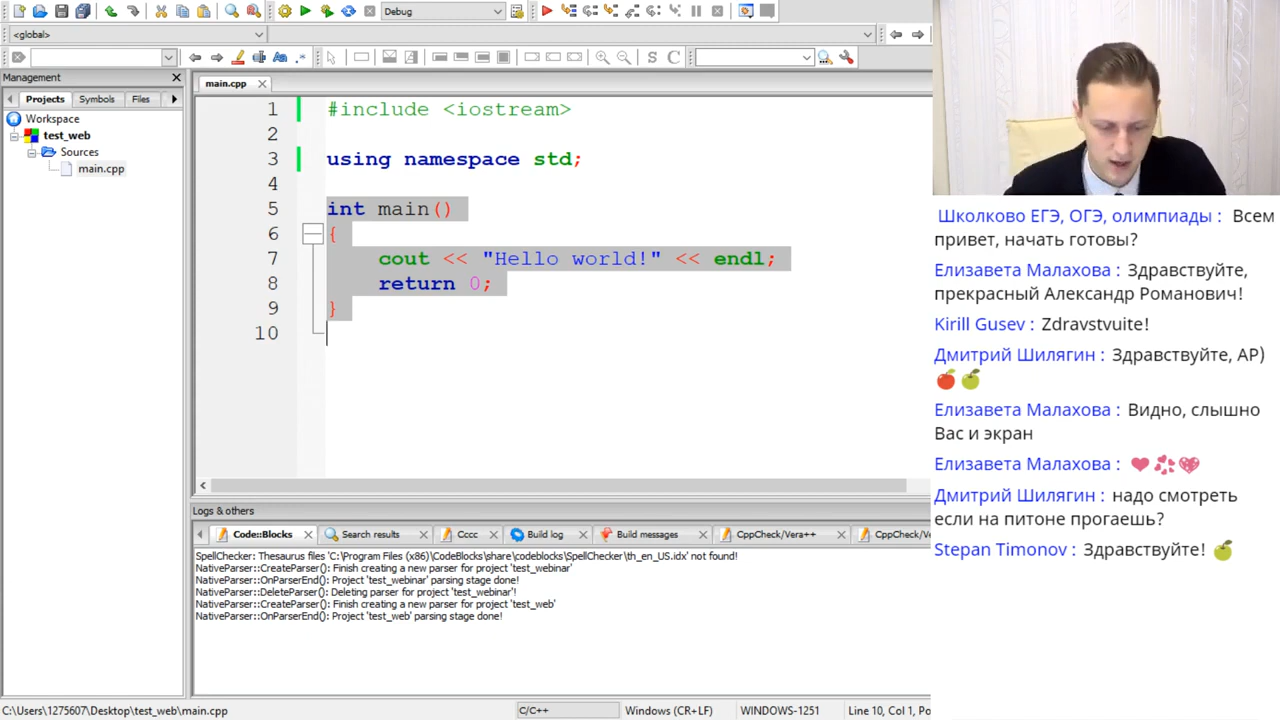 Debug
<global>
Management
Projects Symbols Files
Workspace
test_web
Sources
main.cpp
main.cpp
1 #include <iostream>
2
3 using namespace std;
4
5 int main()
6 {
7 cout << "Hello world!" << endl;
8 return 0;
9 }
10
Logs & others
Code::Blocks Search results Cccc Build log Build messages CppCheck/Vera++ CppCheck/Vera
SpellChecker: Thesaurus files 'C:\Program Files (x86)\CodeBlocks\share\codeblocks\SpellChecker\th_en_US.idx' not found!
NativeParser::CreateParser(): Finish creating a new parser for project 'test_webinar'
NativeParser::OnParserEnd(): Project 'test_webinar' parsing stage done!
NativeParser::DeleteParser(): Deleting parser for project 'test_webinar'!
NativeParser::CreateParser(): Finish creating a new parser for project 'test_web'
NativeParser::OnParserEnd(): Project 'test_web' parsing stage done!
C:\Users\1275607\Desktop\test_web\main.cpp C/C++ Windows (CR+LF) WINDOWS-1251 Line 10, Col 1, Po
Школково ЕГЭ, ОГЭ, олимпиады : Всем
привет, начать готовы?
Елизавета Малахова : Здравствуйте,
прекрасный Александр Романович!
Kirill Gusev : Zdravstvuite!
Дмитрий Шилягин : Здравствуйте, АР)
🍎 🍏
Елизавета Малахова : Видно, слышно
Вас и экран
Елизавета Малахова : ❤ 💞 💖
Дмитрий Шилягин : надо смотреть
если на питоне прогаешь?
Stepan Timonov : Здравствуйте! 🍏